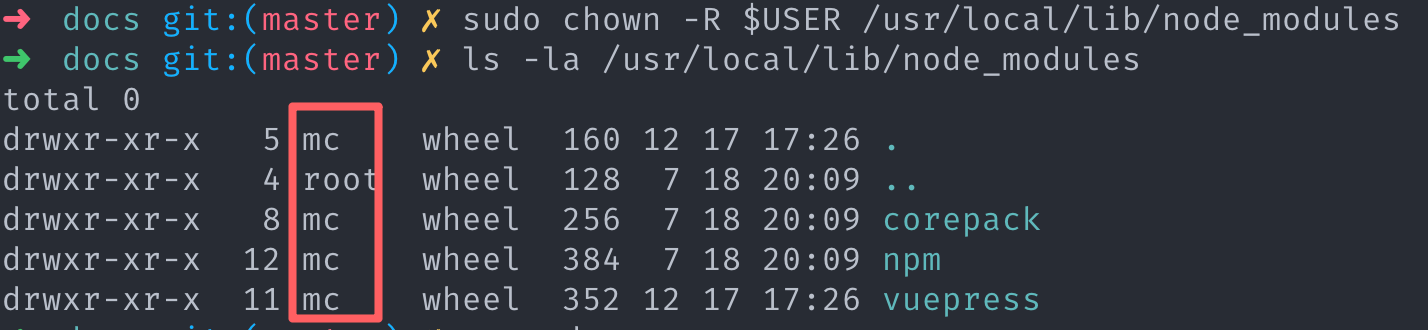 ➜ docs git:(master) ✗ sudo chown -R $USER /usr/local/lib/node_modules
➜ docs git:(master) ✗ ls -la /usr/local/lib/node_modules
total 0
drwxr-xr-x 5 mc wheel 160 12 17 17:26 .
drwxr-xr-x 4 root wheel 128 7 18 20:09 ..
drwxr-xr-x 8 mc wheel 256 7 18 20:09 corepack
drwxr-xr-x 12 mc wheel 384 7 18 20:09 npm
drwxr-xr-x 11 mc wheel 352 12 17 17:26 vuepress